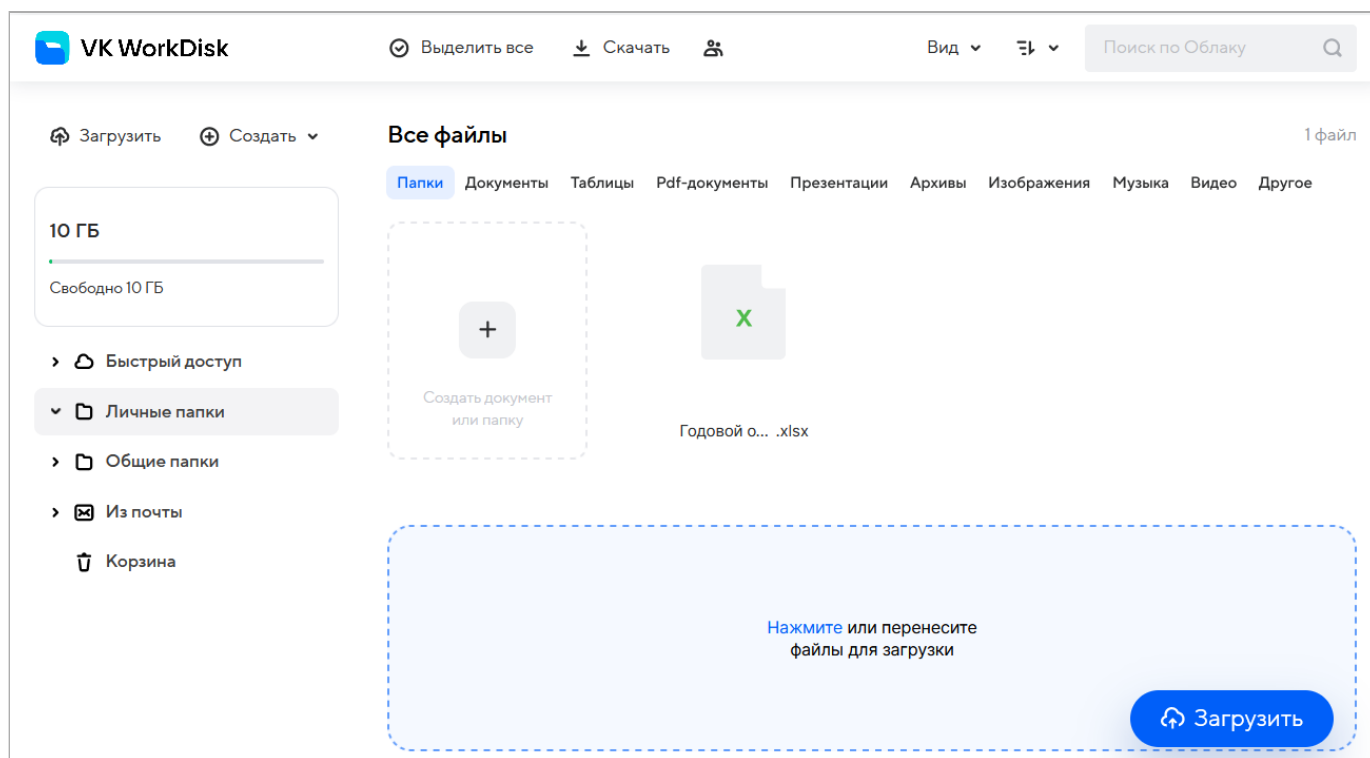 VK WorkDisk
Выделить все
Скачать
Вид
Поиск по Облаку
Загрузить
Создать
Все файлы
1 файл
Папки Документы Таблицы Pdf-документы Презентации Архивы Изображения Музыка Видео Другое
10 ГБ
Свободно 10 ГБ
Быстрый доступ
Личные папки
Общие папки
Из почты
Корзина
Создать документ
или папку
X
Годовой о... .xlsx
Нажмите или перенесите
файлы для загрузки
Загрузить